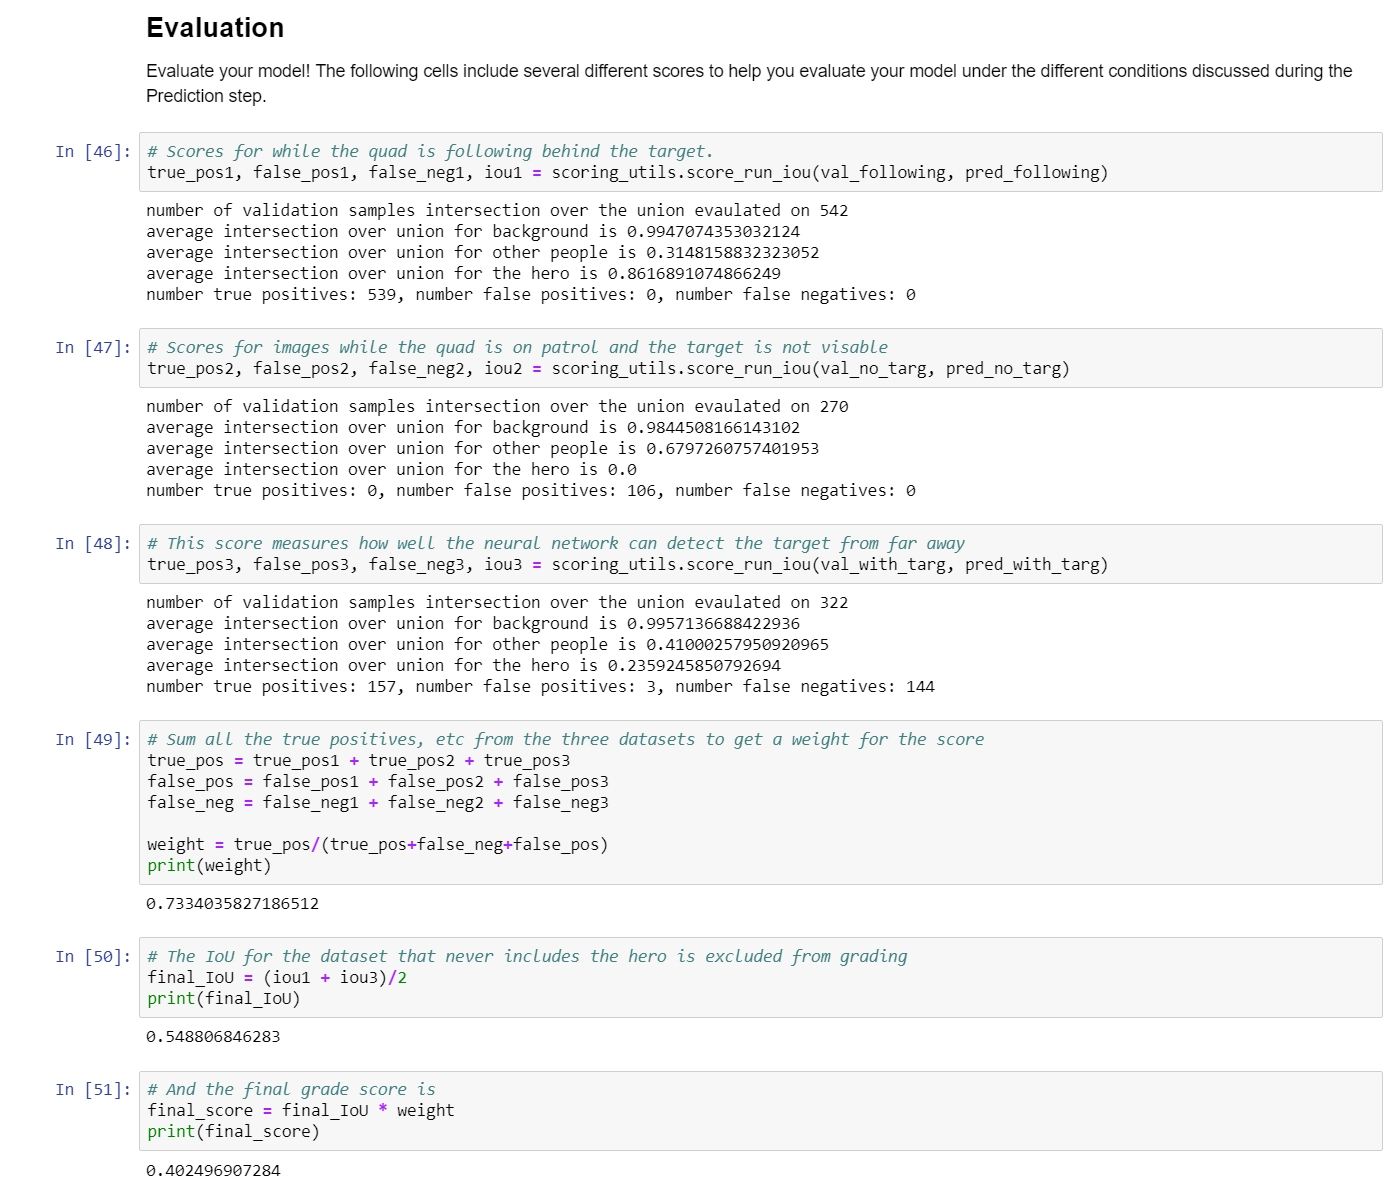 Evaluation
Evaluate your model! The following cells include several different scores to help you evaluate your model under the different conditions discussed during the
Prediction step.
In [46]: # Scores for while the quad is following behind the target.
true_pos1, false_pos1, false_neg1, iou1 = scoring_utils.score_run_iou(val_following, pred_following)
number of validation samples intersection over the union evaulated on 542
average intersection over union for background is 0.9947074353032124
average intersection over union for other people is 0.3148158832323052
average intersection over union for the hero is 0.8616891074866249
number true positives: 539, number false positives: 0, number false negatives: 0
In [47]: # Scores for images while the quad is on patrol and the target is not visable
true_pos2, false_pos2, false_neg2, iou2 = scoring_utils.score_run_iou(val_no_targ, pred_no_targ)
number of validation samples intersection over the union evaulated on 270
average intersection over union for background is 0.9844508166143102
average intersection over union for other people is 0.6797260757401953
average intersection over union for the hero is 0.0
number true positives: 0, number false positives: 106, number false negatives: 0
In [48]: # This score measures how well the neural network can detect the target from far away
true_pos3, false_pos3, false_neg3, iou3 = scoring_utils.score_run_iou(val_with_targ, pred_with_targ)
number of validation samples intersection over the union evaulated on 322
average intersection over union for background is 0.9957136688422936
average intersection over union for other people is 0.41000257950920965
average intersection over union for the hero is 0.2359245850792694
number true positives: 157, number false positives: 3, number false negatives: 144
In [49]: # Sum all the true positives, etc from the three datasets to get a weight for the score
true_pos = true_pos1 + true_pos2 + true_pos3
false_pos = false_pos1 + false_pos2 + false_pos3
false_neg = false_neg1 + false_neg2 + false_neg3
weight = true_pos/(true_pos+false_neg+false_pos)
print(weight)
0.7334035827186512
In [50]: # The IoU for the dataset that never includes the hero is excluded from grading
final_IoU = (iou1 + iou3)/2
print(final_IoU)
0.548806846283
In [51]: # And the final grade score is
final_score = final_IoU * weight
print(final_score)
0.402496907284